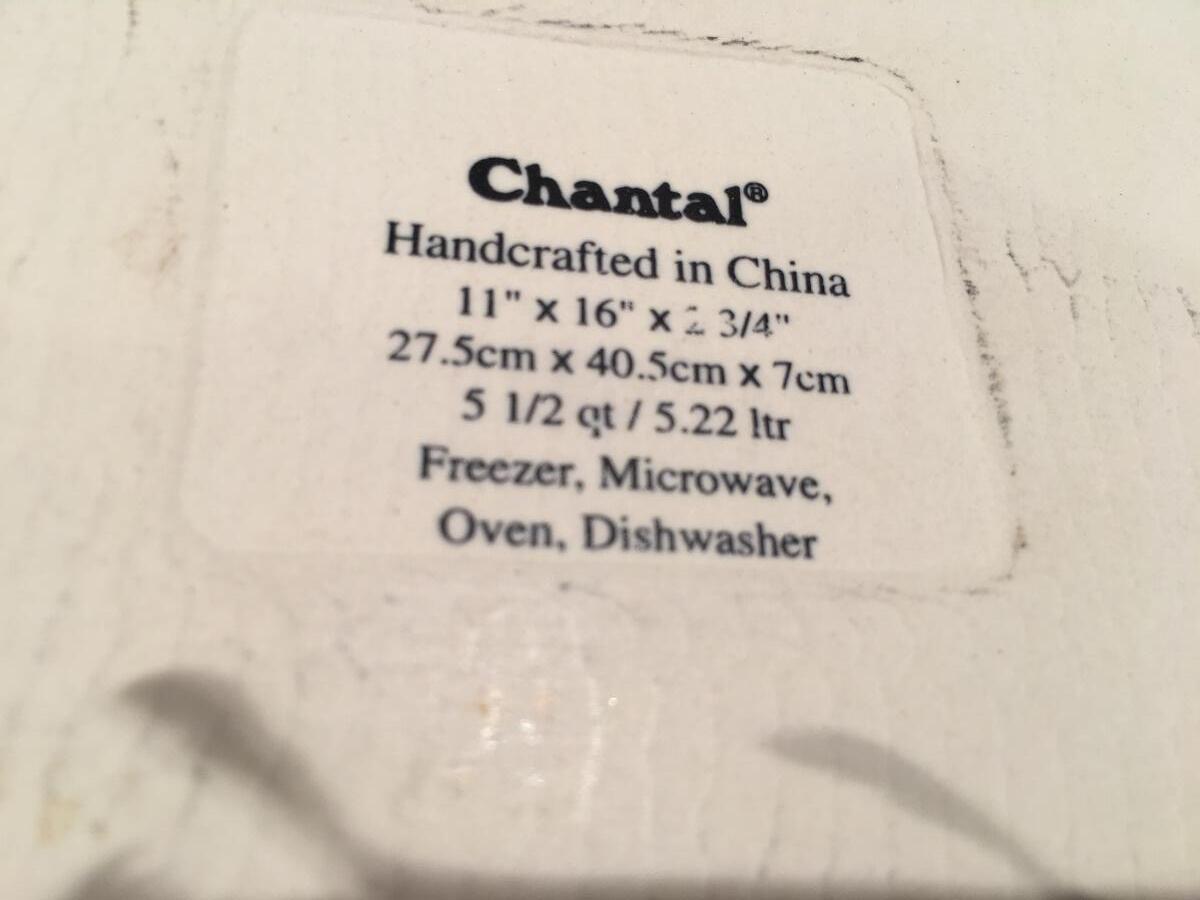 Chantal®
Handcrafted in China
11" x 16" x 2 3/4"
27.5cm x 40.5cm x 7cm
5 1/2 qt / 5.22 ltr
Freezer, Microwave,
Oven, Dishwasher